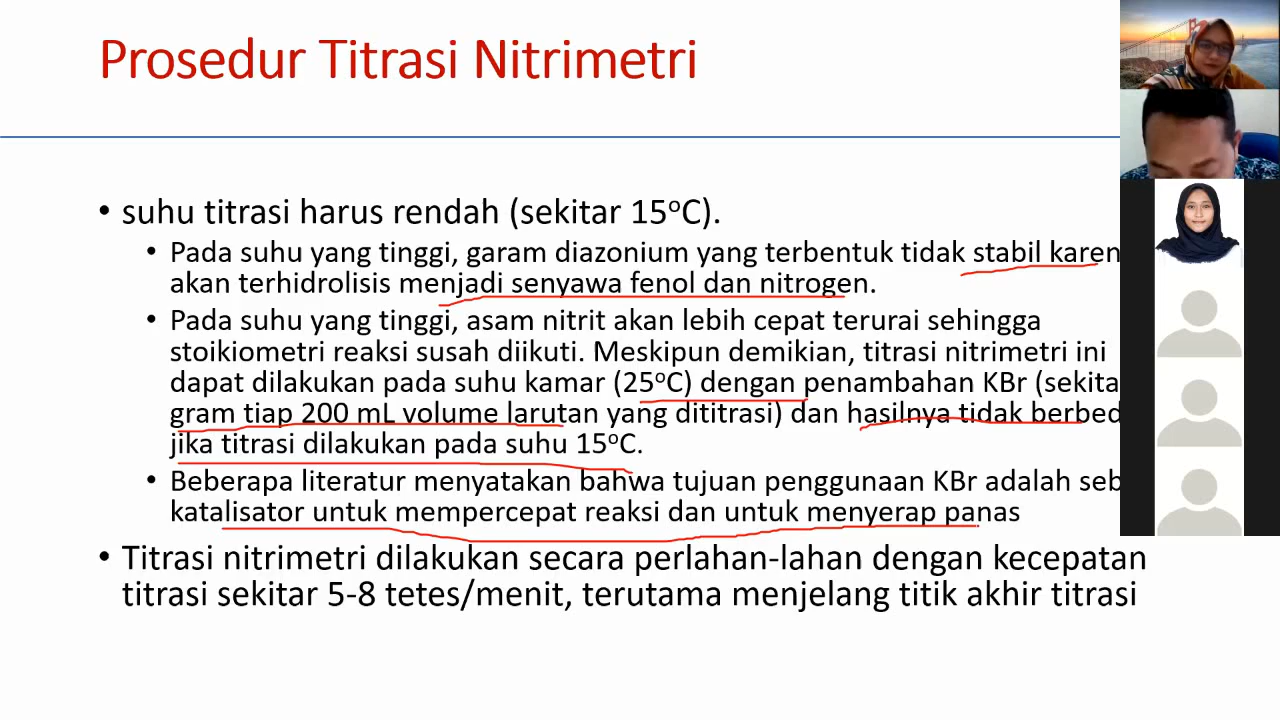 Prosedur Titrasi Nitrimetri
• suhu titrasi harus rendah (sekitar 15°C).
• Pada suhu yang tinggi, garam diazonium yang terbentuk tidak stabil karen
akan terhidrolisis menjadi senyawa fenol dan nitrogen.
• Pada suhu yang tinggi, asam nitrit akan lebih cepat terurai sehingga
stoikiometri reaksi susah diikuti. Meskipun demikian, titrasi nitrimetri ini
dapat dilakukan pada suhu kamar (25°C) dengan penambahan KBr (sekita
gram tiap 200 mL volume larutan yang dititrasi) dan hasilnya tidak berbed
jika titrasi dilakukan pada suhu 15°C.
• Beberapa literatur menyatakan bahwa tujuan penggunaan KBr adalah seb
katalisator untuk mempercepat reaksi dan untuk menyerap panas
• Titrasi nitrimetri dilakukan secara perlahan-lahan dengan kecepatan
titrasi sekitar 5-8 tetes/menit, terutama menjelang titik akhir titrasi